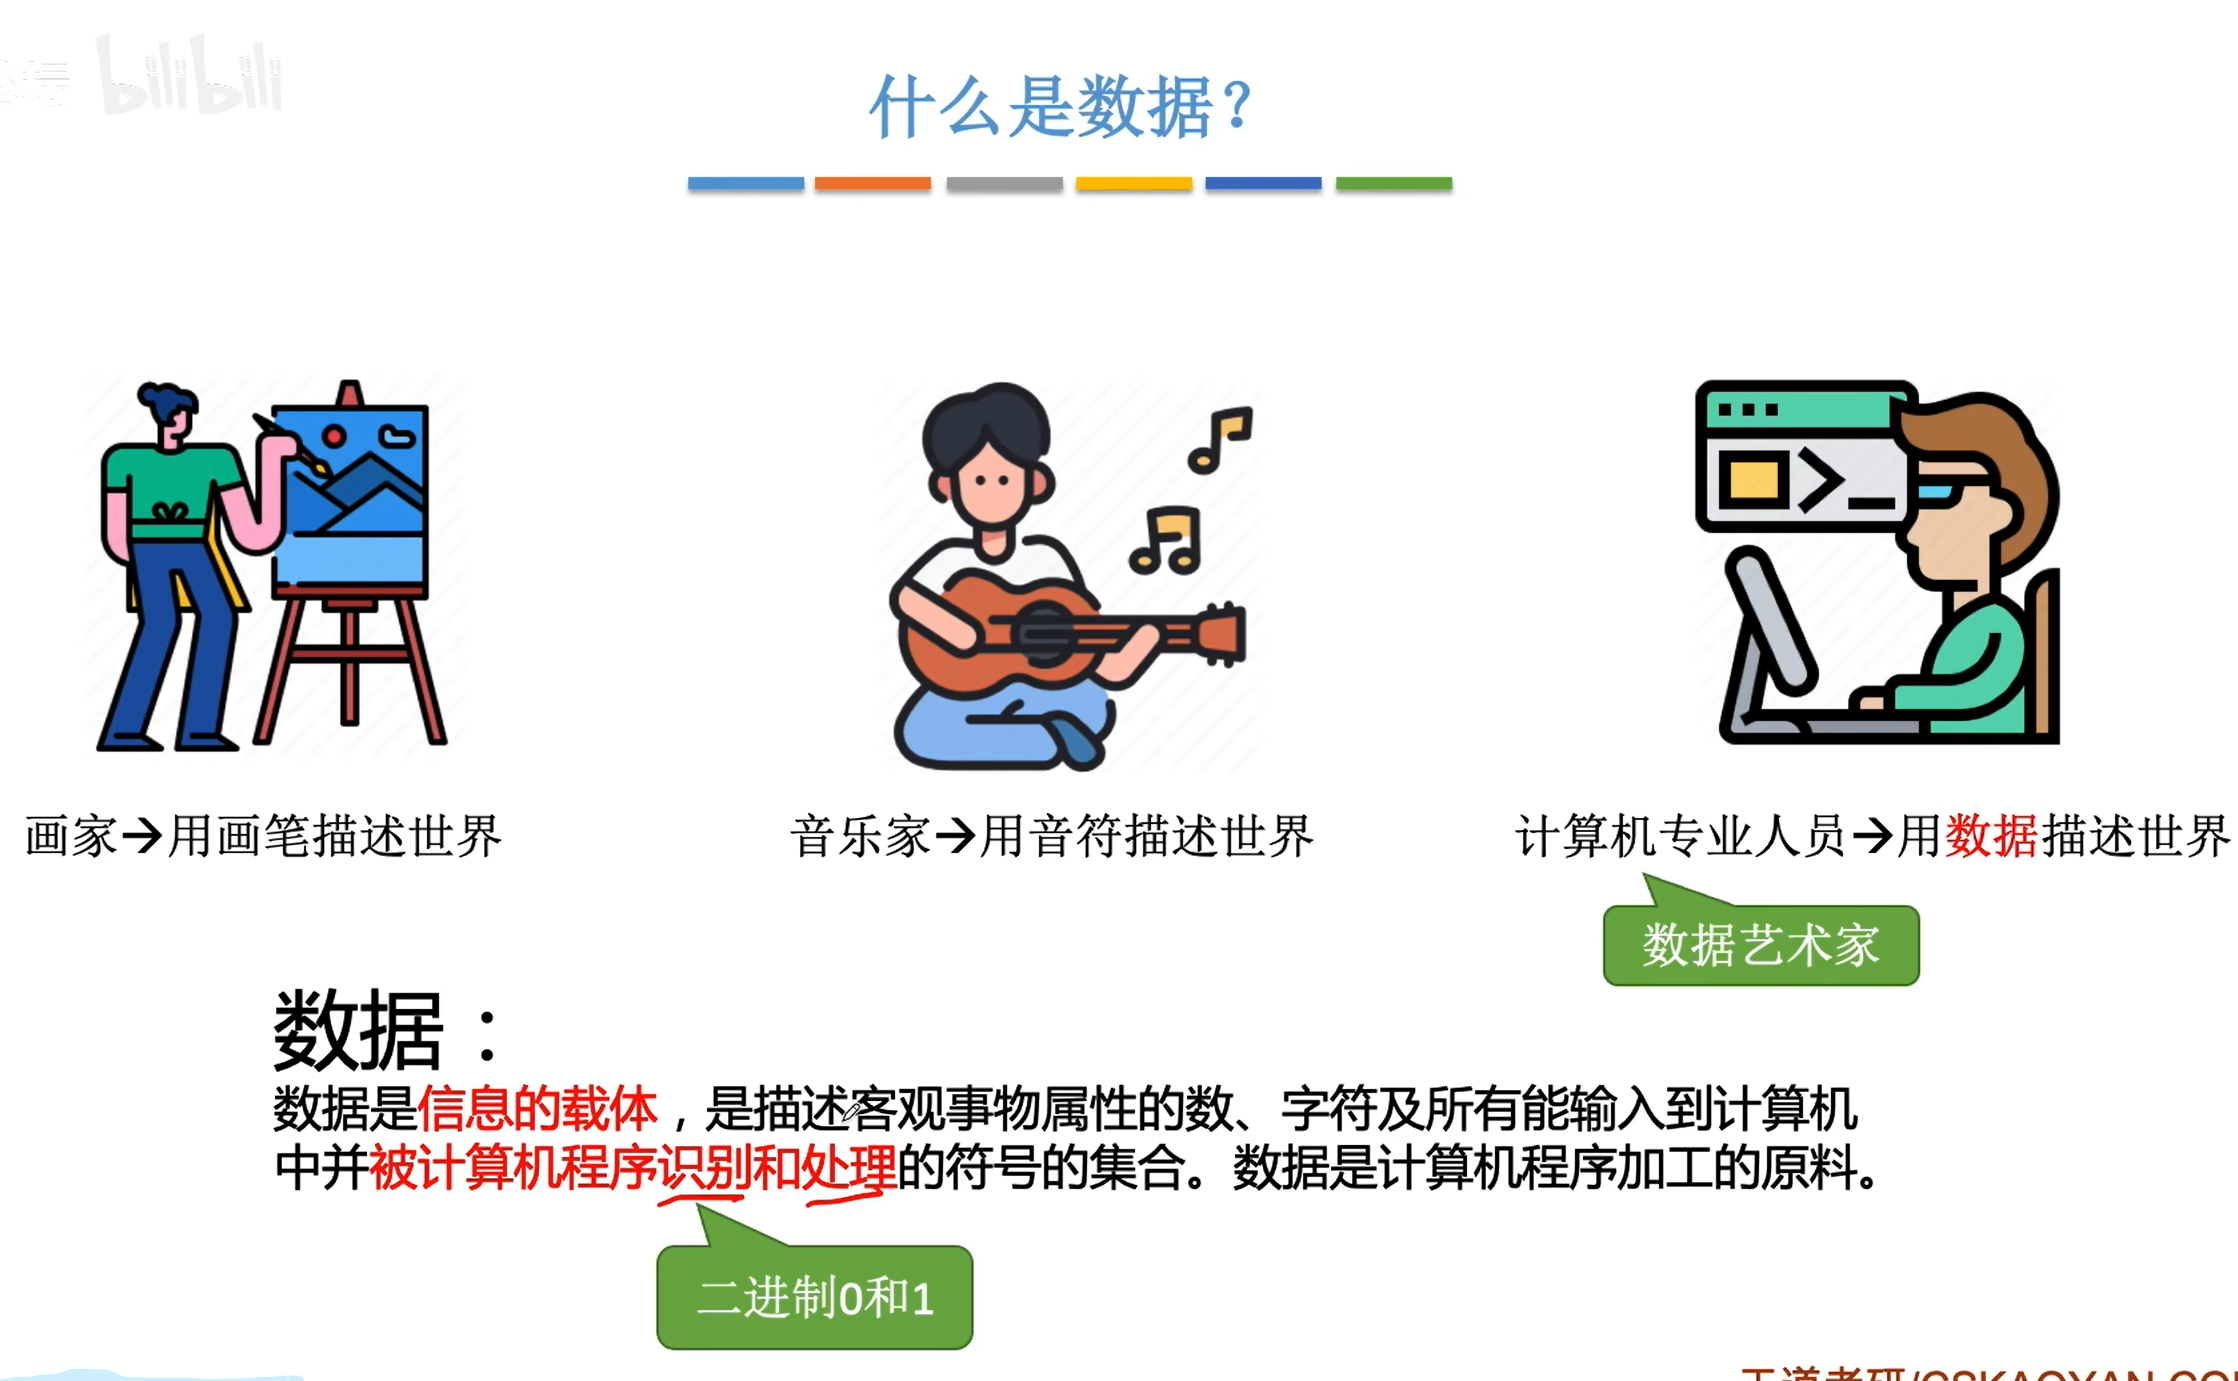 bilibili
什么是数据?
画家→用画笔描述世界
音乐家→用音符描述世界
计算机专业人员→用数据描述世界
数据艺术家
数据：
数据是信息的载体，是描述客观事物属性的数、字符及所有能输入到计算机
中并被计算机程序识别和处理的符号的集合。数据是计算机程序加工的原料。
二进制0和1
王道考研/CSKAOYAN.COM